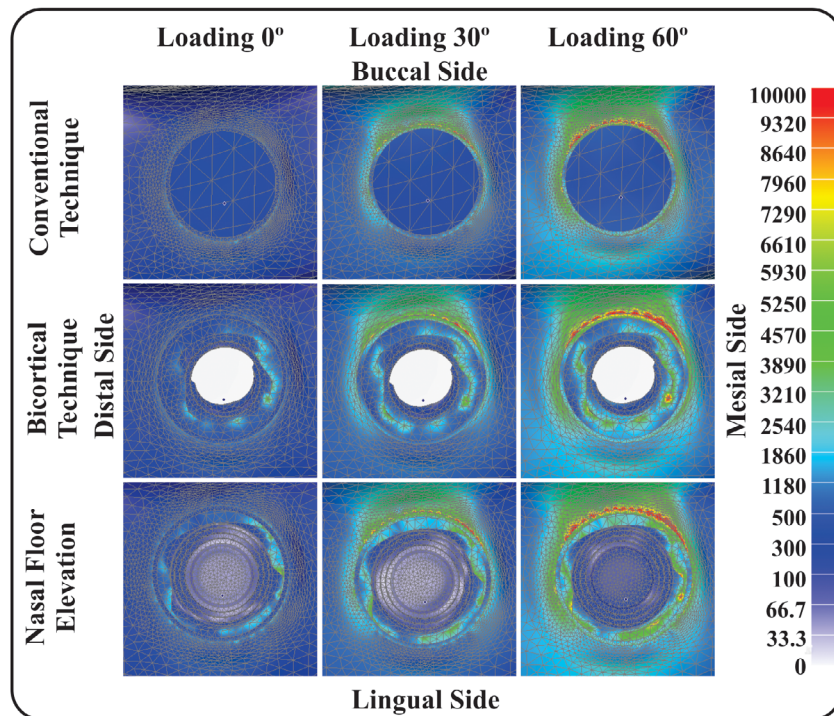 Loading 0º Loading 30º Loading 60º
Buccal Side
Conventional
Technique
Bicortical
Technique
Distal Side
Nasal Floor
Elevation
Lingual Side
Mesial Side
10000
9320
8640
7960
7290
6610
5930
5250
4570
3890
3210
2540
1860
1180
500
300
100
66.7
33.3
0